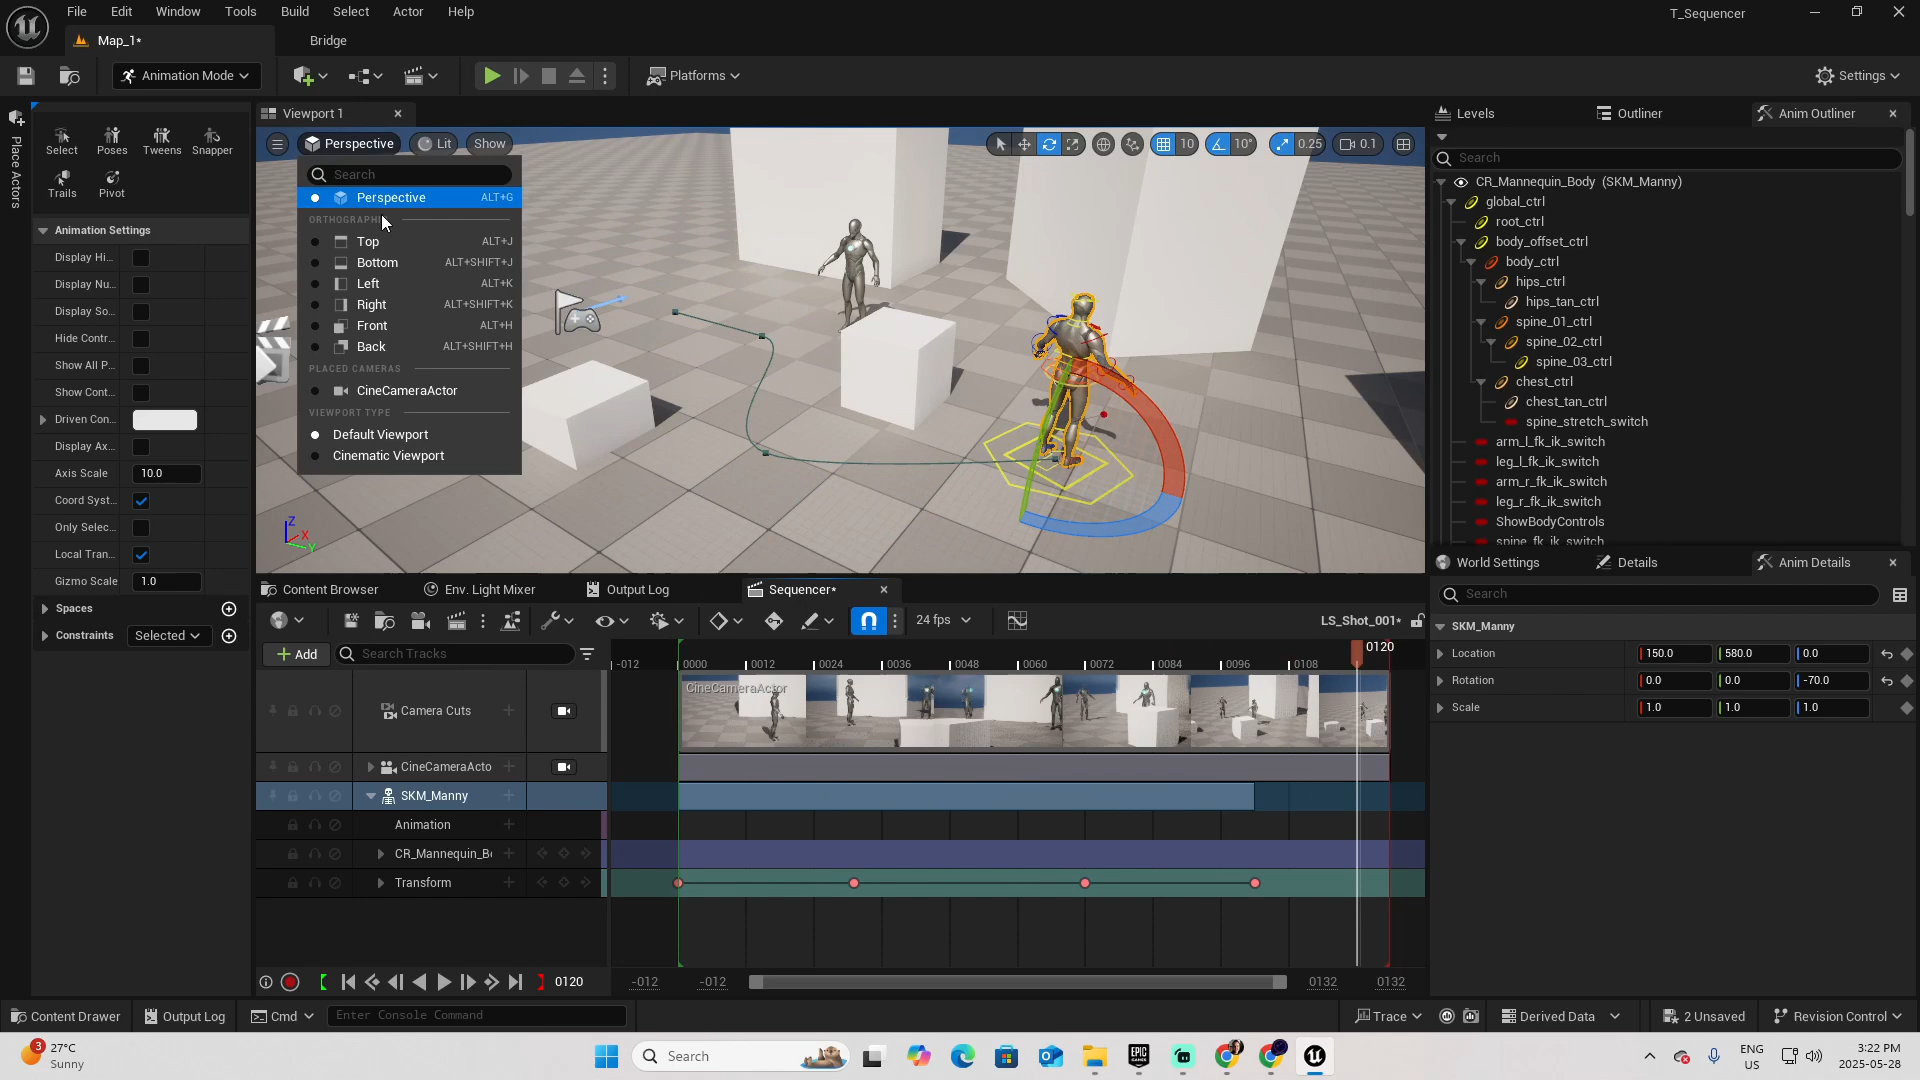 File Edit Window Tools Build Select Actor Help
T_Sequencer
Map_1*
Bridge
Animation Mode
Platforms
Settings
Place Actors
Select
Poses
Tweens
Snapper
Trails
Pivot
Animation Settings
Display Hi...
Display Nu...
Display So...
Hide Contr...
Show All P...
Show Cont...
Driven Con...
Display Ax...
Axis Scale 10.0
Coord Syst...
Only Selec...
Local Tran...
Gizmo Scale 1.0
Spaces
Constraints Selected
Viewport 1
Perspective
Lit
Show
10
10°
0.25
0.1
Search
Perspective ALT+G
Top ALT+J
Bottom ALT+SHIFT+J
Left ALT+K
Right ALT+SHIFT+K
Front ALT+H
Back ALT+SHIFT+H
PLACED CAMERAS
CineCameraActor
VIEWPORT TYPE
Default Viewport
Cinematic Viewport
Z
X
Y
Levels
Outliner
Anim Outliner
Search
CR_Mannequin_Body (SKM_Manny)
global_ctrl
root_ctrl
body_offset_ctrl
body_ctrl
hips_ctrl
hips_tan_ctrl
spine_01_ctrl
spine_02_ctrl
spine_03_ctrl
chest_ctrl
chest_tan_ctrl
spine_stretch_switch
arm_l_fk_ik_switch
leg_l_fk_ik_switch
arm_r_fk_ik_switch
leg_r_fk_ik_switch
ShowBodyControls
spine_fk_ik_switch
World Settings
Details
Anim Details
Search
SKM_Manny
Location 150.0 580.0 0.0
Rotation 0.0 0.0 -70.0
Scale 1.0 1.0 1.0
Content Browser
Env. Light Mixer
Output Log
Sequencer*
24 fps
LS_Shot_001*
Add
Search Tracks
-012 0000 0012 0024 0036 0048 0060 0072 0084 0096 0108
0120
CineCameraActor
Camera Cuts
CineCameraActo
SKM_Manny
Animation
CR_Mannequin_Bo
Transform
0120
-012 -012 0132 0132
Content Drawer
Output Log
Cmd
Enter Console Command
Trace
Derived Data
2 Unsaved
Revision Control
3
27°C
Sunny
Search
EPIC
GAMES
ENG
US
3:22 PM
2025-05-28